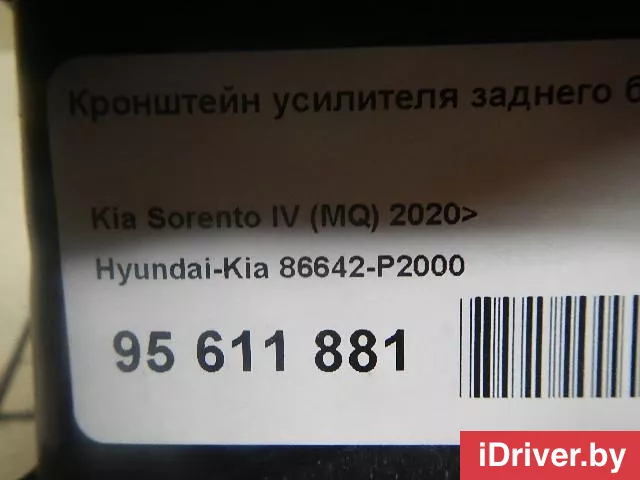 Кронштейн усилителя заднего
Kia Sorento IV (MQ) 2020>
Hyundai-Kia 86642-P2000
95 611 881
iDriver.by